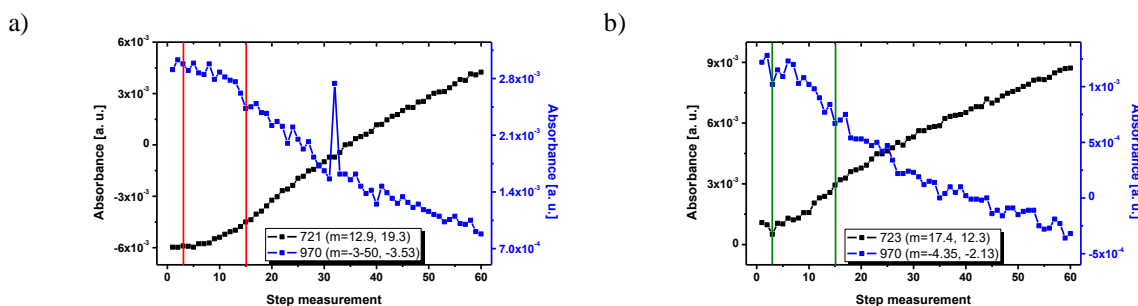 a)
b)
6x10⁻³
3x10⁻³
0
-3x10⁻³
-6x10⁻³
Absorbance [a. u.]
2.8x10⁻³
2.1x10⁻³
1.4x10⁻³
7.0x10⁻⁴
Absorbance [a. u.]
721 (m=12.9, 19.3)
970 (m=-3-50, -3.53)
0 10 20 30 40 50 60
Step measurement
9x10⁻³
6x10⁻³
3x10⁻³
0
Absorbance [a. u.]
1x10⁻³
5x10⁻⁴
0
-5x10⁻⁴
Absorbance [a. u.]
723 (m=17.4, 12.3)
970 (m=-4.35, -2.13)
0 10 20 30 40 50 60
Step measurement